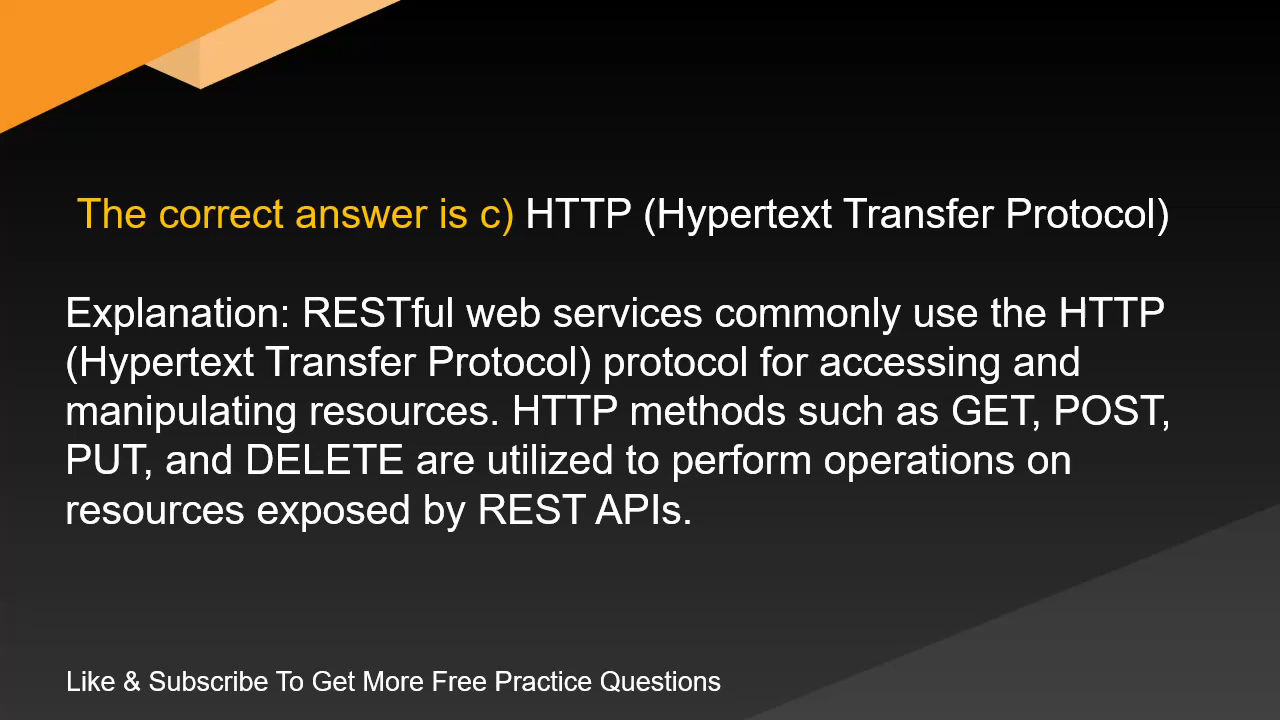 The correct answer is c) HTTP (Hypertext Transfer Protocol)
Explanation: RESTful web services commonly use the HTTP
(Hypertext Transfer Protocol) protocol for accessing and
manipulating resources. HTTP methods such as GET, POST,
PUT, and DELETE are utilized to perform operations on
resources exposed by REST APIs.
Like & Subscribe To Get More Free Practice Questions